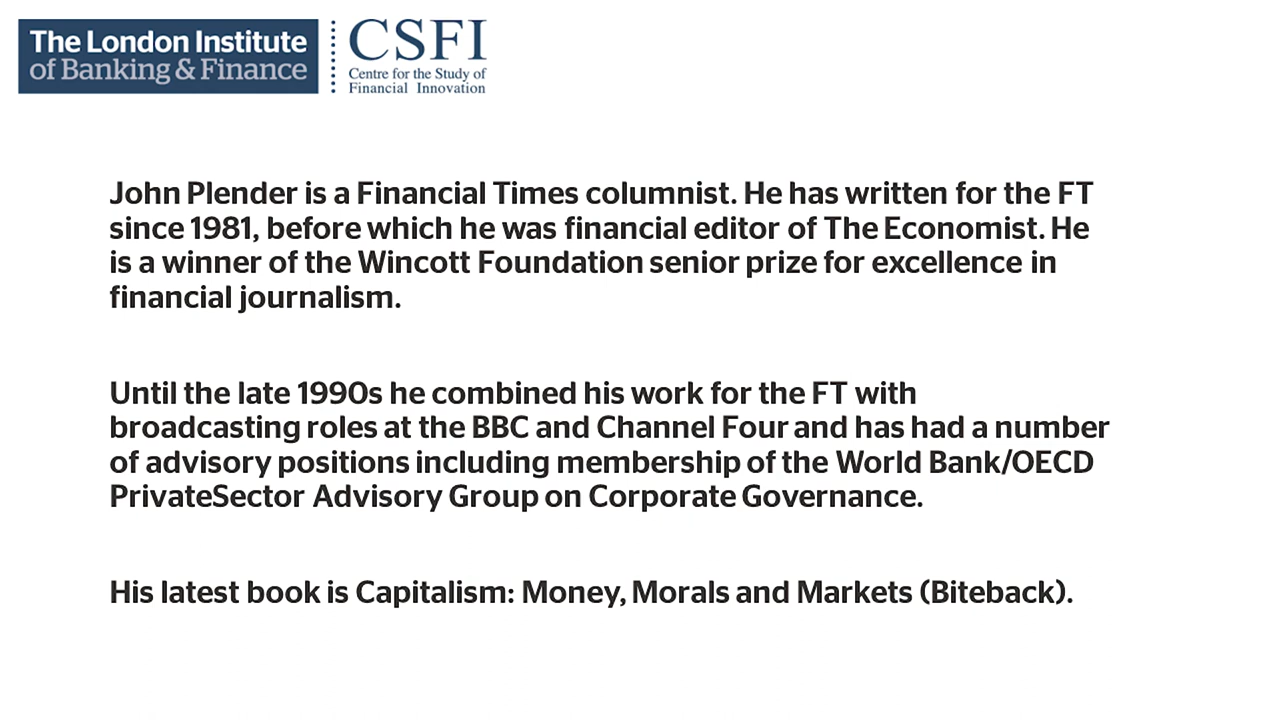 The London Institute
of Banking & Finance
CSFI
Centre for the Study of
Financial Innovation
John Plender is a Financial Times columnist. He has written for the FT
since 1981, before which he was financial editor of The Economist. He
is a winner of the Wincott Foundation senior prize for excellence in
financial journalism.
Until the late 1990s he combined his work for the FT with
broadcasting roles at the BBC and Channel Four and has had a number
of advisory positions including membership of the World Bank/OECD
PrivateSector Advisory Group on Corporate Governance.
His latest book is Capitalism: Money, Morals and Markets (Biteback).